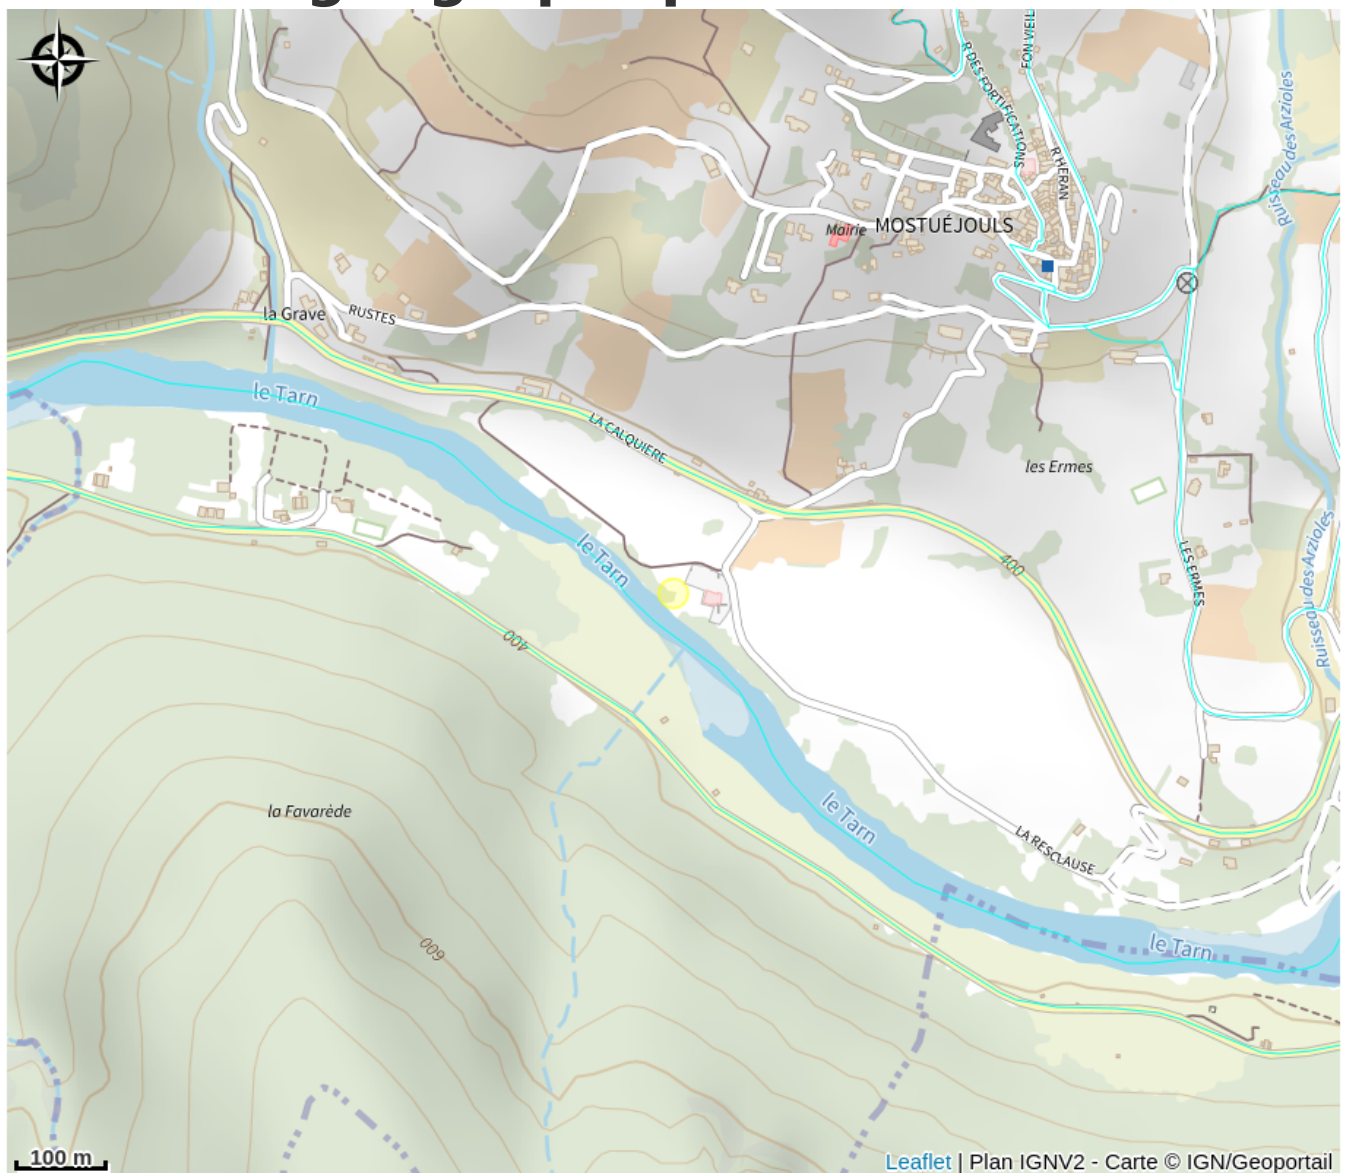 R DES FORTIFICATIONS
FON VIEIL
R HERAN
Ruisseau des Arzioles
Mairie
MOSTUÉJOULS
la Grave
RUSTES
le Tarn
LA CALQUIERE
les Ermes
le Tarn
400
LES ERMES
Ruisseau des Arzioles
400
la Favarède
le Tarn
LA RESCLAUSE
600
le Tarn
100 m
Leaflet | Plan IGNV2 - Carte © IGN/Geoportail